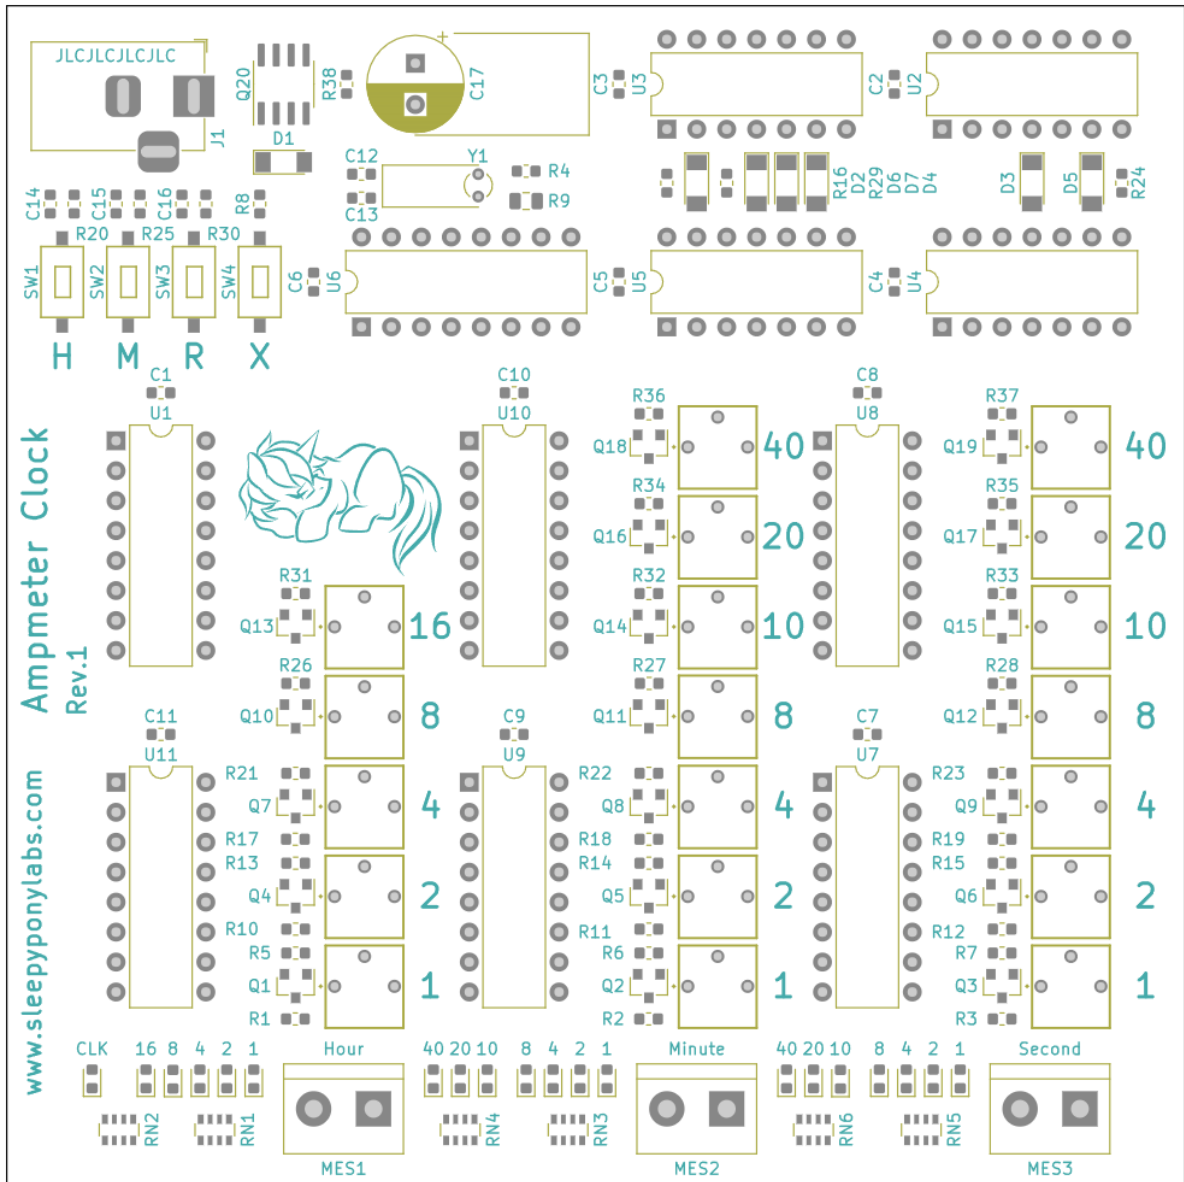 JLCJLCJLCJLC
J1
Q20
R38
+
C17
C3
U3
C2
U2
D1
C12
C13
Y1
R4
R9
R16
D2
R29
D6
D7
D4
D3
D5
R24
C14
C15
C16
R8
R20
R25
R30
SW1
SW2
SW3
SW4
C6
U6
C5
U5
C4
U4
H M R X
C1
U1
C10
U10
C8
U8
R36
Q18
40
R37
Q19
40
R34
Q16
20
R35
Q17
20
R31
Q13
16
R32
Q14
10
R33
Q15
10
R26
Q10
8
R27
Q11
8
R28
Q12
8
Ampmeter Clock
Rev.1
www.sleepyponylabs.com
C11
U11
C9
U9
C7
U7
R21
Q7
4
R17
R22
Q8
4
R18
R23
Q9
4
R19
R13
Q4
2
R10
R14
Q5
2
R11
R15
Q6
2
R12
R5
Q1
1
R1
R6
Q2
1
R2
R7
Q3
1
R3
CLK 16 8 4 2 1 Hour
40 20 10 8 4 2 1 Minute
40 20 10 8 4 2 1 Second
RN2
RN1
RN4
RN3
RN6
RN5
MES1
MES2
MES3